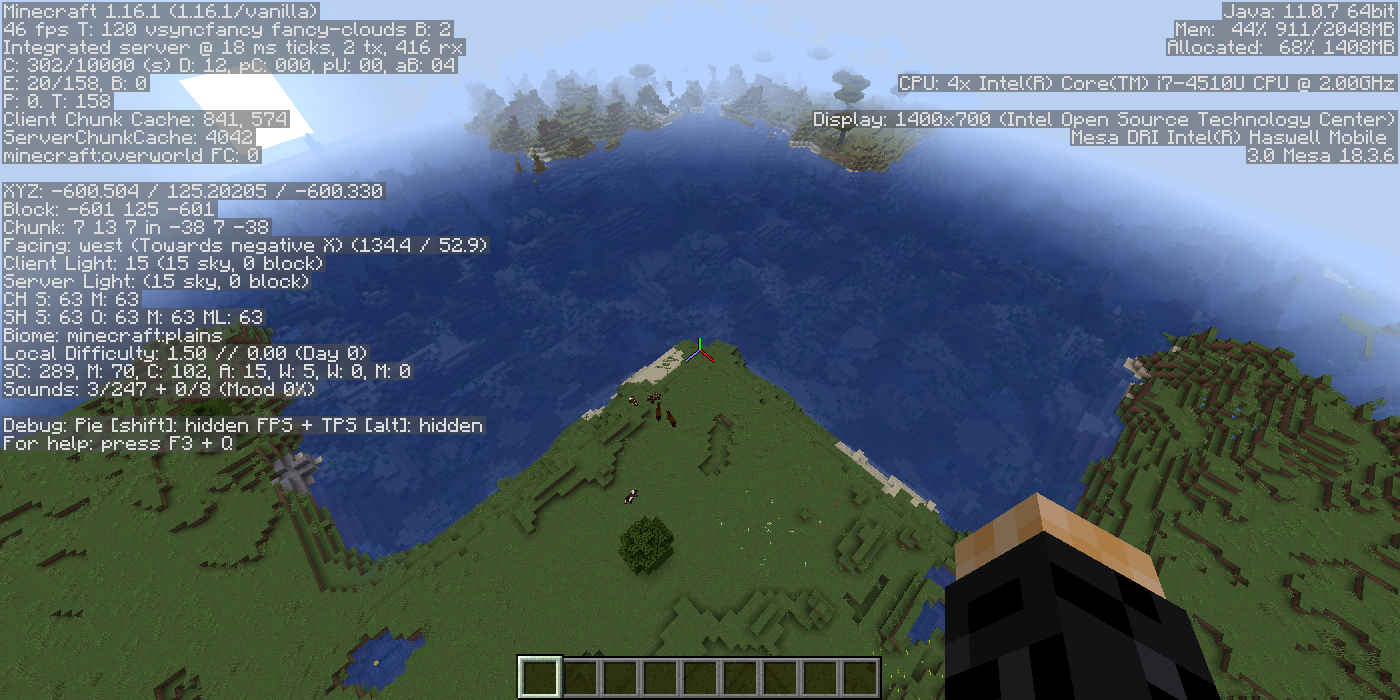 Minecraft 1.16.1 (1.16.1/vanilla)
46 fps T: 120 vsyncfancy fancy-clouds B: 2
Integrated server @ 18 ms ticks, 2 tx, 416 rx
C: 302/10000 (s) D: 12, pC: 000, pU: 00, aB: 04
E: 20/158, B: 0
P: 0. T: 158
Client Chunk Cache: 841, 574
ServerChunkCache: 4042
minecraft:overworld FC: 0
XYZ: -600.504 / 125.20205 / -600.330
Block: -601 125 -601
Chunk: 7 13 7 in -38 7 -38
Facing: west (Towards negative X) (134.4 / 52.9)
Client Light: 15 (15 sky, 0 block)
Server Light: (15 sky, 0 block)
CH S: 63 M: 63
SH S: 63 O: 63 M: 63 ML: 63
Biome: minecraft:plains
Local Difficulty: 1.50 // 0.00 (Day 0)
SC: 289, M: 70, C: 102, A: 15, W: 5, W: 0, M: 0
Sounds: 3/247 + 0/8 (Mood 0%)
Debug: Pie [shift]: hidden FPS + TPS [alt]: hidden
For help: press F3 + Q
Java: 11.0.7 64bit
Mem: 44% 911/2048MB
Allocated: 68% 1408MB
CPU: 4x Intel(R) Core(TM) i7-4510U CPU @ 2.00GHz
Display: 1400x700 (Intel Open Source Technology Center)
Mesa DRI Intel(R) Haswell Mobile
3.0 Mesa 18.3.6